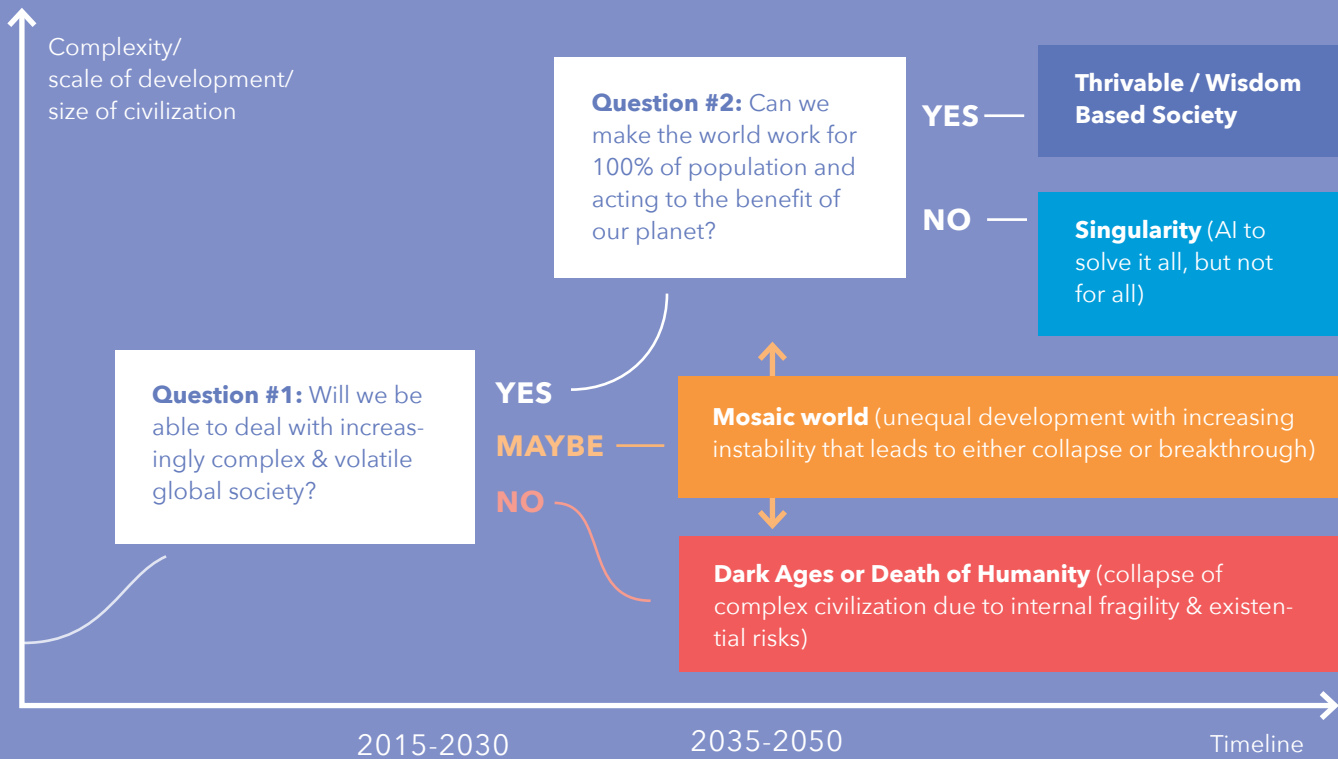 Complexity/
scale of development/
size of civilization
Question #2: Can we
make the world work for
100% of population and
acting to the benefit of
our planet?
YES
Thrivable / Wisdom
Based Society
NO
Singularity (AI to
solve it all, but not
for all)
Question #1: Will we be
able to deal with increas-
ingly complex & volatile
global society?
YES
MAYBE
NO
Mosaic world (unequal development with increasing
instability that leads to either collapse or breakthrough)
Dark Ages or Death of Humanity (collapse of
complex civilization due to internal fragility & existen-
tial risks)
2015-2030
2035-2050
Timeline